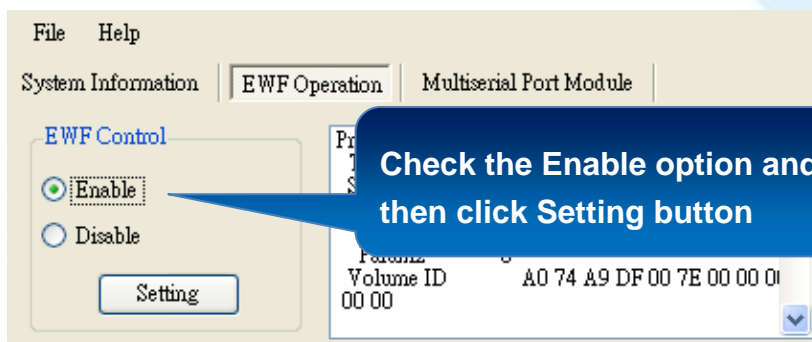 File Help
System Information EWF Operation Multiserial Port Module
EWF Control
Enable
Disable
Setting
Check the Enable option and
then click Setting button
Volume ID A0 74 A9 DF 00 7E 00 00
00 00